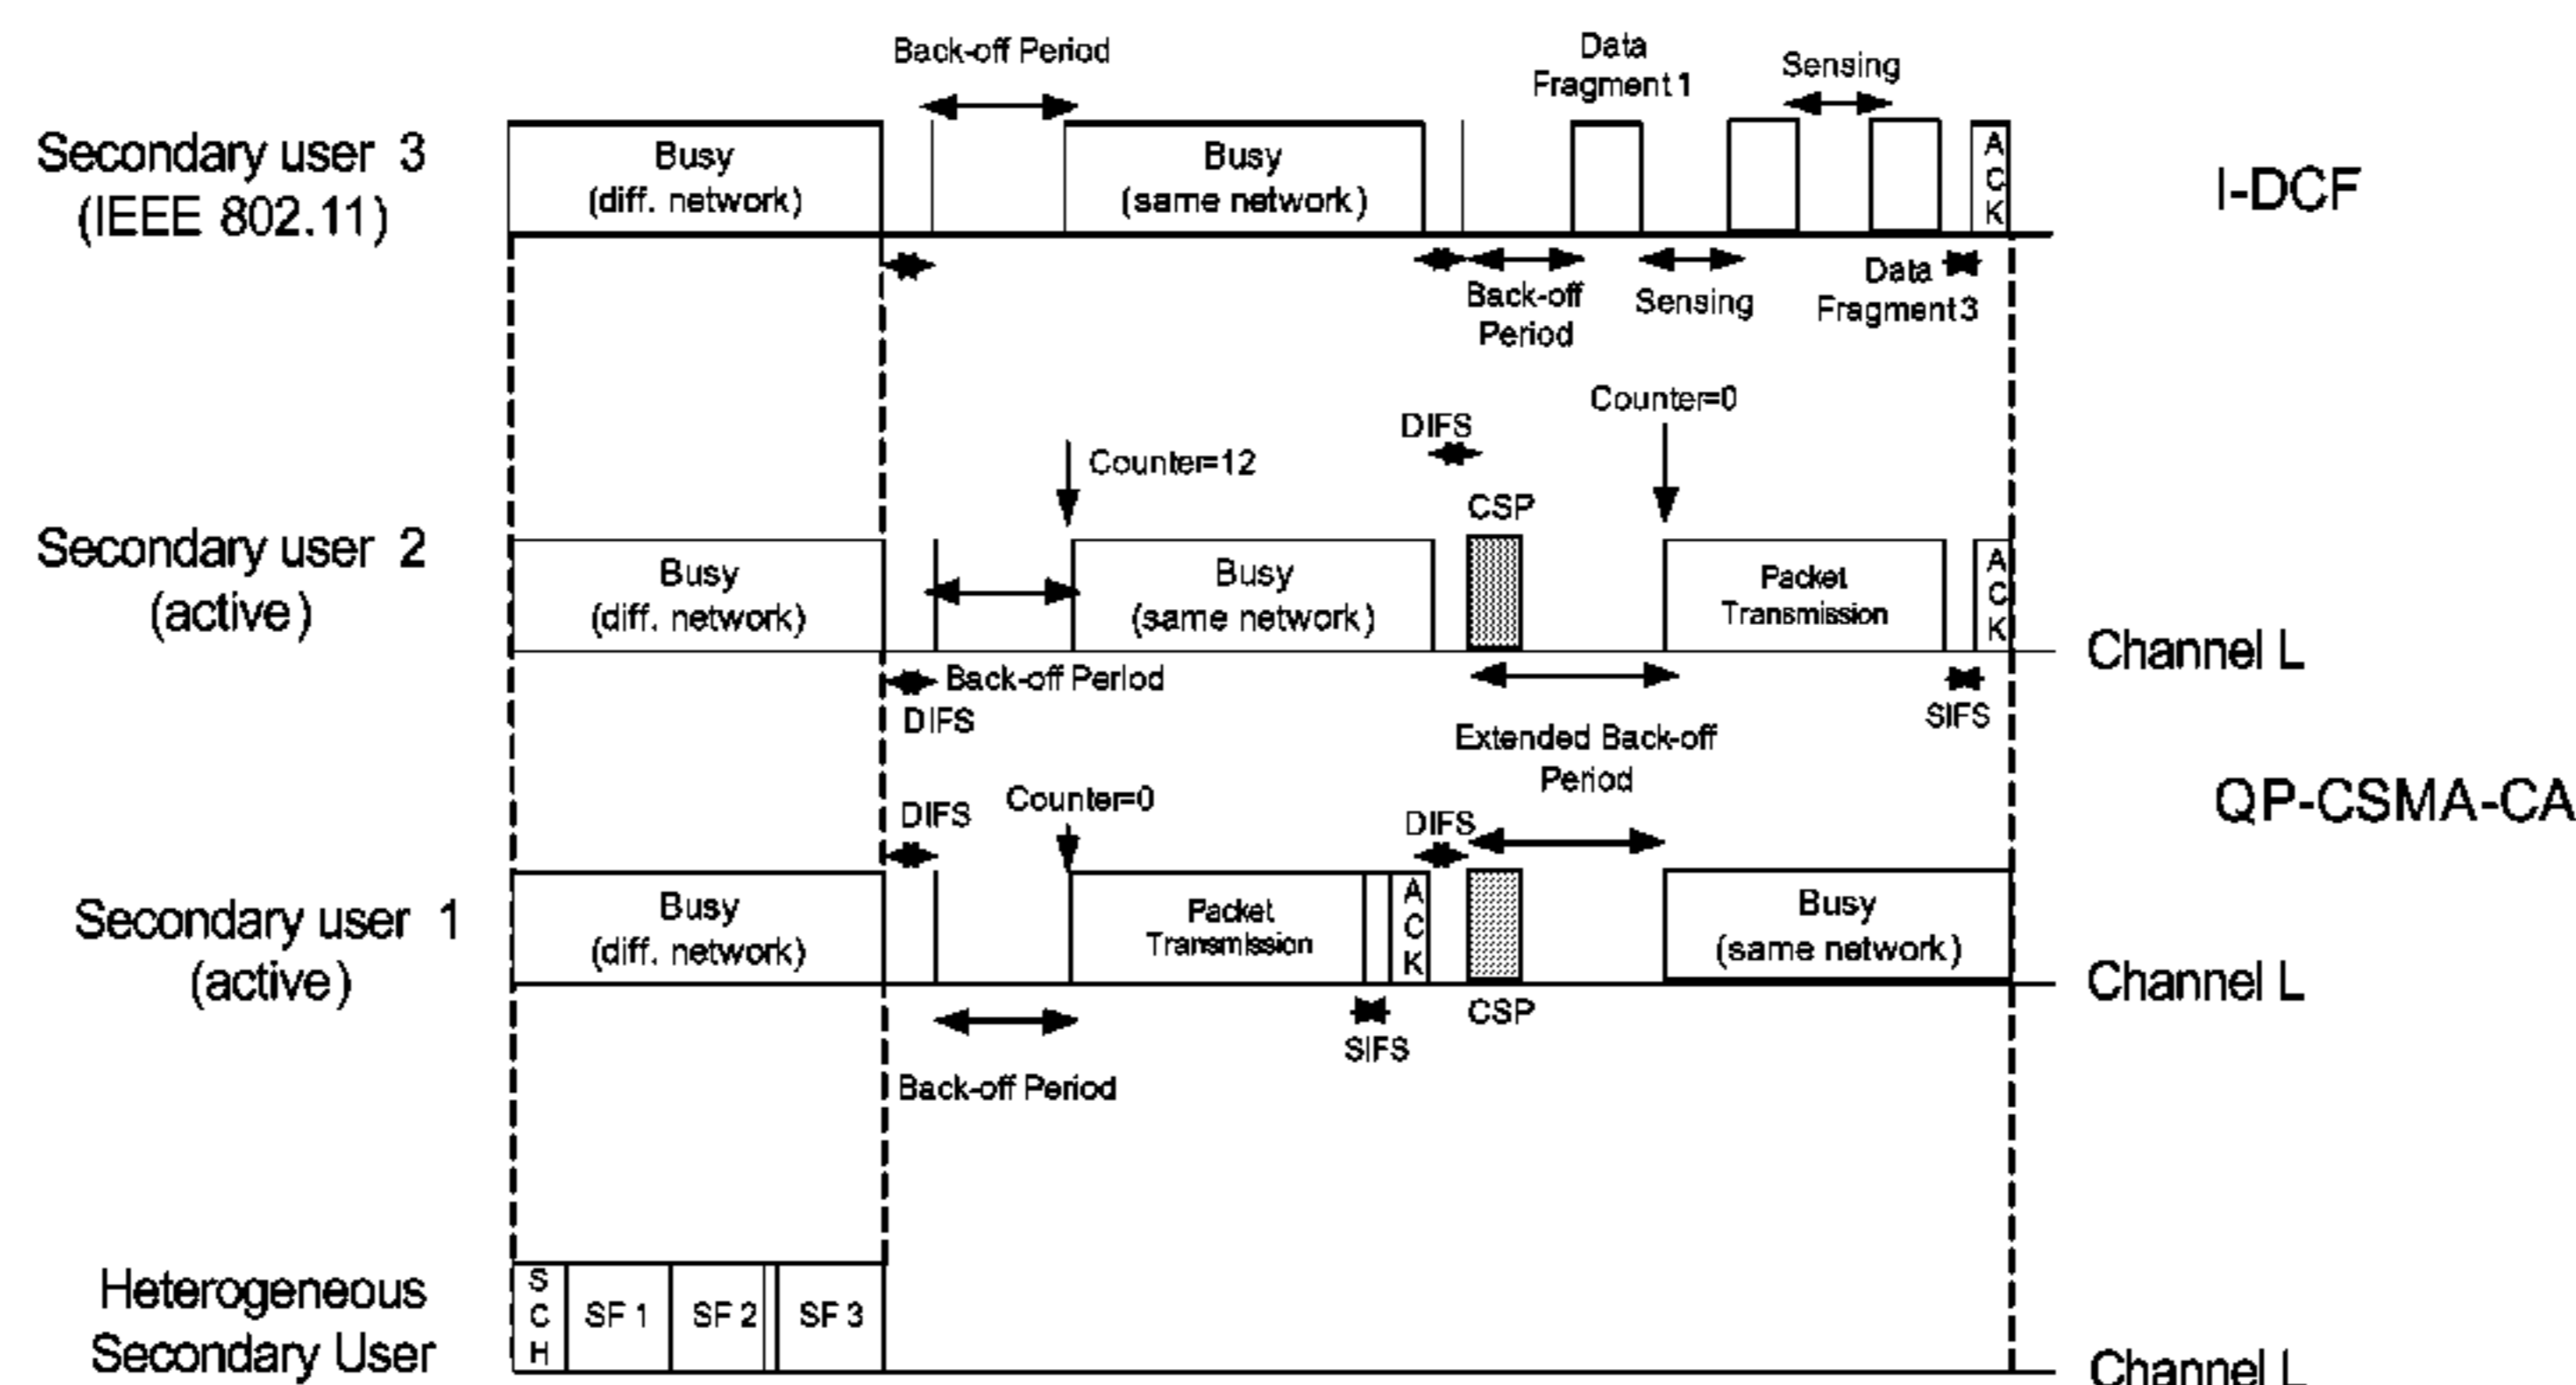 Back-off Period
Data
Fragment 1
Sensing
Secondary user 3
(IEEE 802.11)
Busy
(diff. network)
Busy
(same network)
A
C
K
I-DCF
Back-off
Period
Sensing
Data
Fragment 3
Counter=12
DIFS
Counter=0
CSP
Secondary user 2
(active)
Busy
(diff. network)
Busy
(same network)
Packet
Transmission
A
C
K
Channel L
Back-off Period
DIFS
SIFS
Extended Back-off
Period
QP-CSMA-CA
DIFS
Counter=0
DIFS
Secondary user 1
(active)
Busy
(diff. network)
Packet
Transmission
A
C
K
Busy
(same network)
Channel L
CSP
SIFS
Back-off Period
Heterogeneous
Secondary User
S
C
H
SF 1
SF 2
SF 3
Channel L